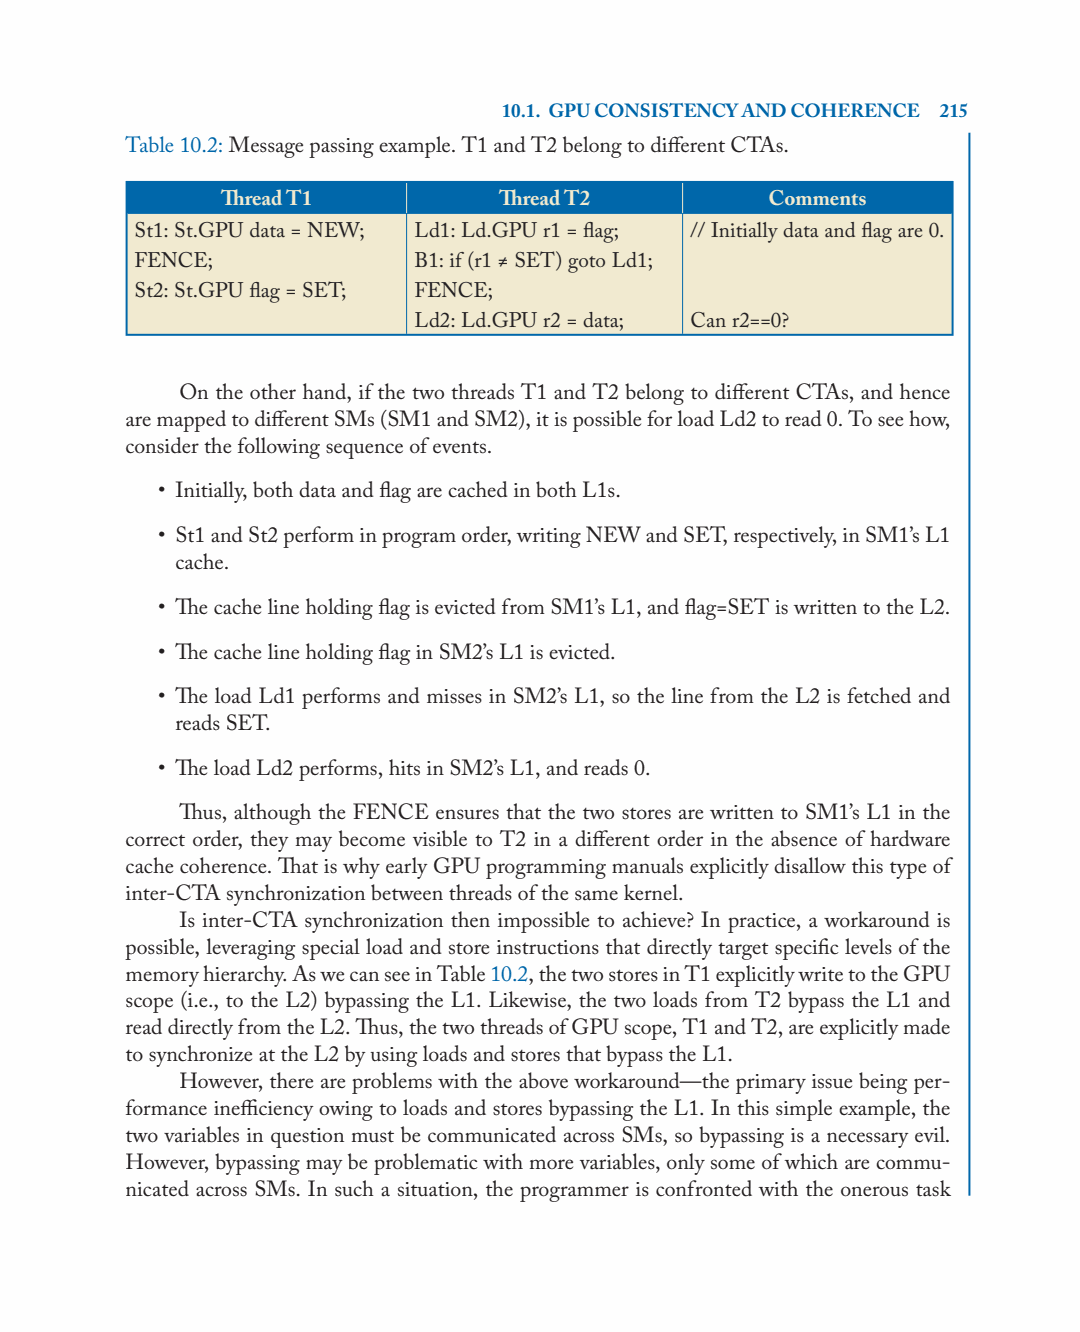 10.1. GPU CONSISTENCY AND COHERENCE 215
Table 10.2: Message passing example. T1 and T2 belong to different CTAs.
Thread T1 Thread T2 Comments
St1: St.GPU data = NEW; Ld1: Ld.GPU r1 = flag; // Initially data and flag are 0.
FENCE; B1: if (r1 ≠ SET) goto Ld1;
St2: St.GPU flag = SET; FENCE;
Ld2: Ld.GPU r2 = data; Can r2==0?
On the other hand, if the two threads T1 and T2 belong to different CTAs, and hence
are mapped to different SMs (SM1 and SM2), it is possible for load Ld2 to read 0. To see how,
consider the following sequence of events.
• Initially, both data and flag are cached in both L1s.
• St1 and St2 perform in program order, writing NEW and SET, respectively, in SM1's L1
cache.
• The cache line holding flag is evicted from SM1's L1, and flag=SET is written to the L2.
• The cache line holding flag in SM2's L1 is evicted.
• The load Ld1 performs and misses in SM2's L1, so the line from the L2 is fetched and
reads SET.
• The load Ld2 performs, hits in SM2's L1, and reads 0.
Thus, although the FENCE ensures that the two stores are written to SM1's L1 in the
correct order, they may become visible to T2 in a different order in the absence of hardware
cache coherence. That is why early GPU programming manuals explicitly disallow this type of
inter-CTA synchronization between threads of the same kernel.
Is inter-CTA synchronization then impossible to achieve? In practice, a workaround is
possible, leveraging special load and store instructions that directly target specific levels of the
memory hierarchy. As we can see in Table 10.2, the two stores in T1 explicitly write to the GPU
scope (i.e., to the L2) bypassing the L1. Likewise, the two loads from T2 bypass the L1 and
read directly from the L2. Thus, the two threads of GPU scope, T1 and T2, are explicitly made
to synchronize at the L2 by using loads and stores that bypass the L1.
However, there are problems with the above workaround—the primary issue being per-
formance inefficiency owing to loads and stores bypassing the L1. In this simple example, the
two variables in question must be communicated across SMs, so bypassing is a necessary evil.
However, bypassing may be problematic with more variables, only some of which are commu-
nicated across SMs. In such a situation, the programmer is confronted with the onerous task